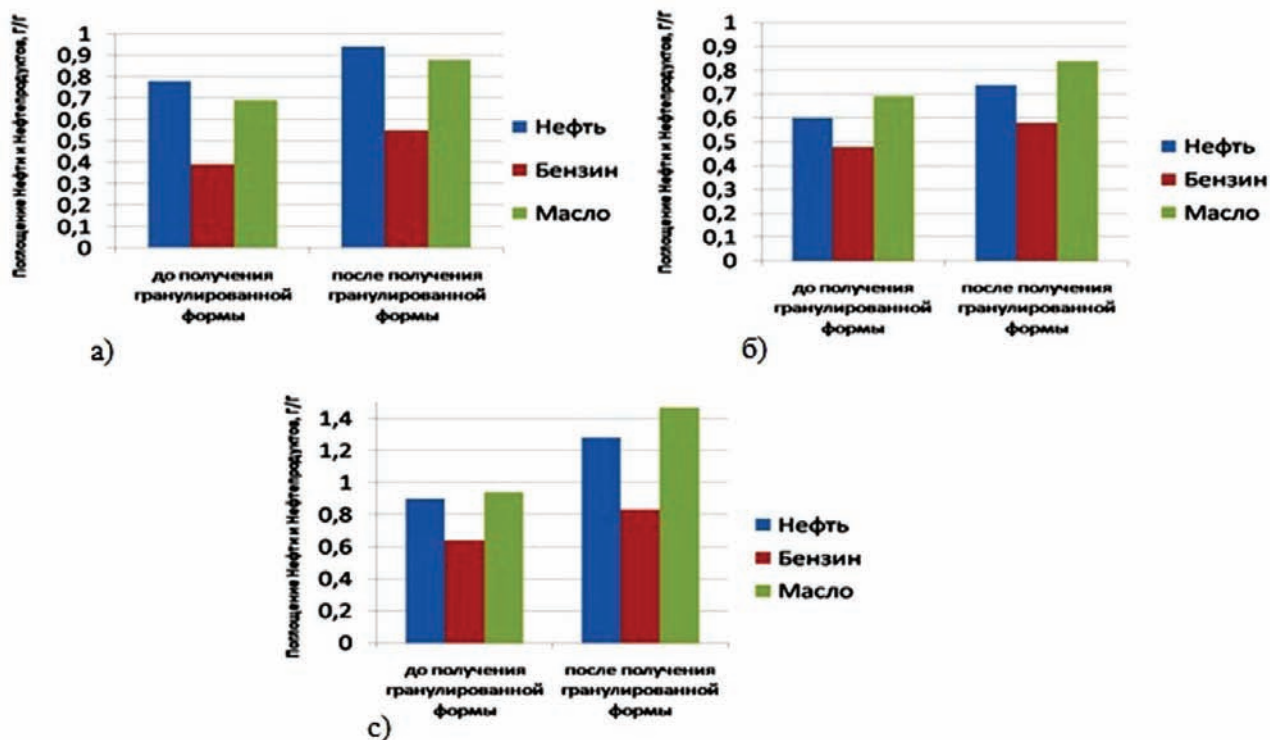 Поглощение Нефти и Нефтепродуктов, Г/Г
1
0,9
0,8
0,7
0,6
0,5
0,4
0,3
0,2
0,1
0
до получения
гранулированной
формы
после получения
гранулированной
формы
Нефть
Бензин
Масло
а)
Поглощение Нефти и Нефтепродуктов, Г/Г
1
0,9
0,8
0,7
0,6
0,5
0,4
0,3
0,2
0,1
0
до получения
гранулированной
формы
после получения
гранулированной
формы
Нефть
Бензин
Масло
б)
Поглощение Нефти и Нефтепродуктов, Г/Г
1,4
1,2
1
0,8
0,6
0,4
0,2
0
до получения
гранулированной
формы
после получения
гранулированной
формы
Нефть
Бензин
Масло
с)